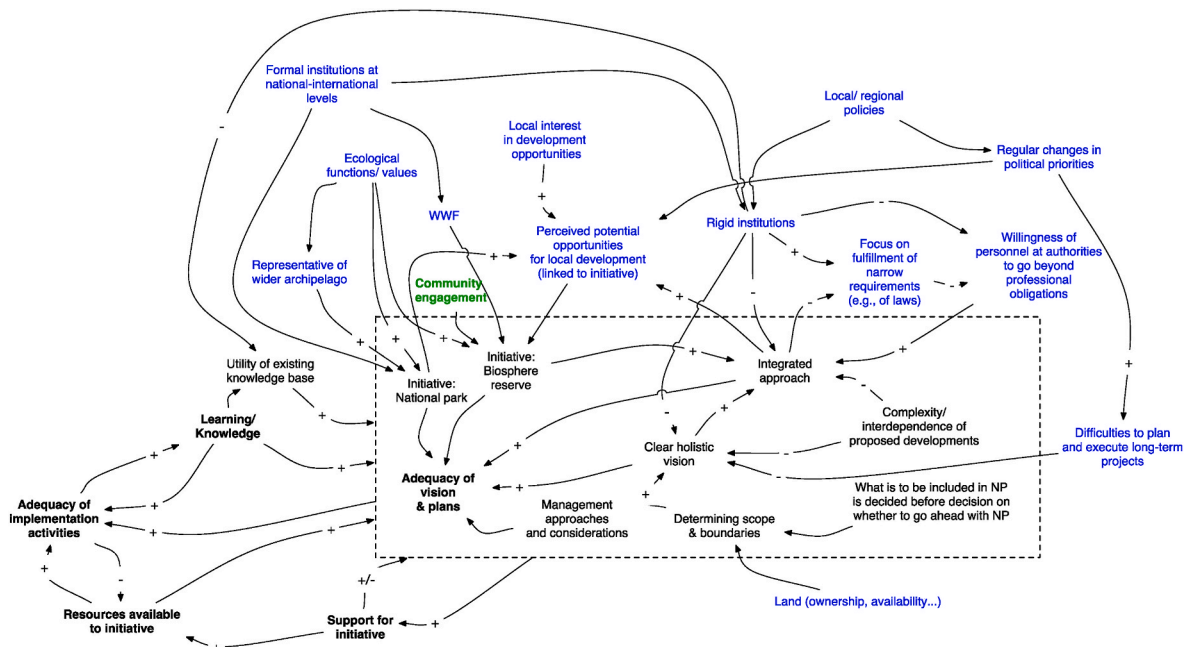 Formal institutions at
national-international
levels
Local/ regional
policies
Local interest
in development
opportunities
Ecological
functions/ values
Regular changes in
political priorities
WWF
Rigid institutions
Perceived potential
opportunities
for local development
(linked to initiative)
Willingness of
personnel at authorities
to go beyond
professional
obligations
Focus on
fulfillment of
narrow
requirements
(e.g., of laws)
Representative of
wider archipelago
Community
engagement
Utility of existing
knowledge base
Initiative:
National park
Initiative:
Biosphere
reserve
Integrated
approach
Learning/
Knowledge
Complexity/
interdependence of
proposed developments
Difficulties to plan
and execute long-term
projects
Clear holistic
vision
Adequacy of
vision
& plans
Management
approaches
and considerations
What is to be included in NP
is decided before decision on
whether to go ahead with NP
Determining scope
& boundaries
Adequacy of
implementation
activities
+/-
Land (ownership, availability...)
Resources available
to initiative
Support for
initiative